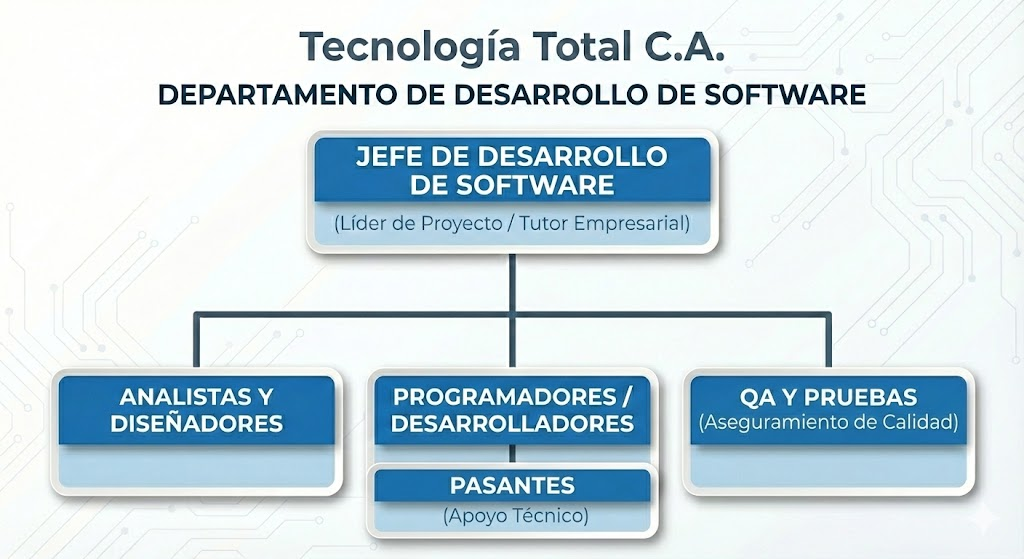 Tecnología Total C.A.
DEPARTAMENTO DE DESARROLLO DE SOFTWARE
JEFE DE DESARROLLO
DE SOFTWARE
(Líder de Proyecto / Tutor Empresarial)
ANALISTAS Y
DISEÑADORES
PROGRAMADORES /
DESARROLLADORES
PASANTES
(Apoyo Técnico)
QA Y PRUEBAS
(Aseguramiento de Calidad)